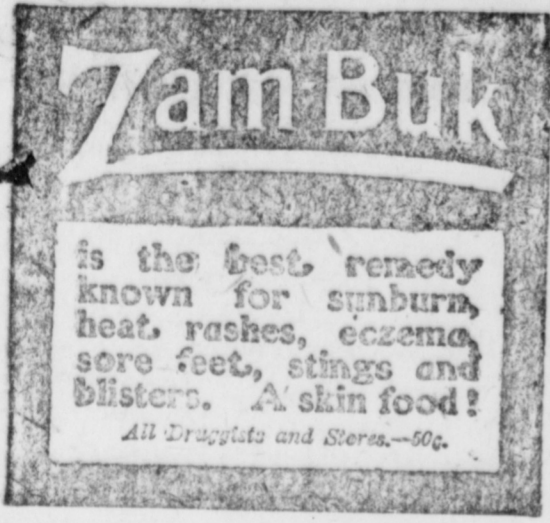 Zam-Buk
is the best remedy
known for sunburn,
heat rashes, eczema,
sore feet, stings and
blisters. A skin food!
All Druggists and Stores.—50c.